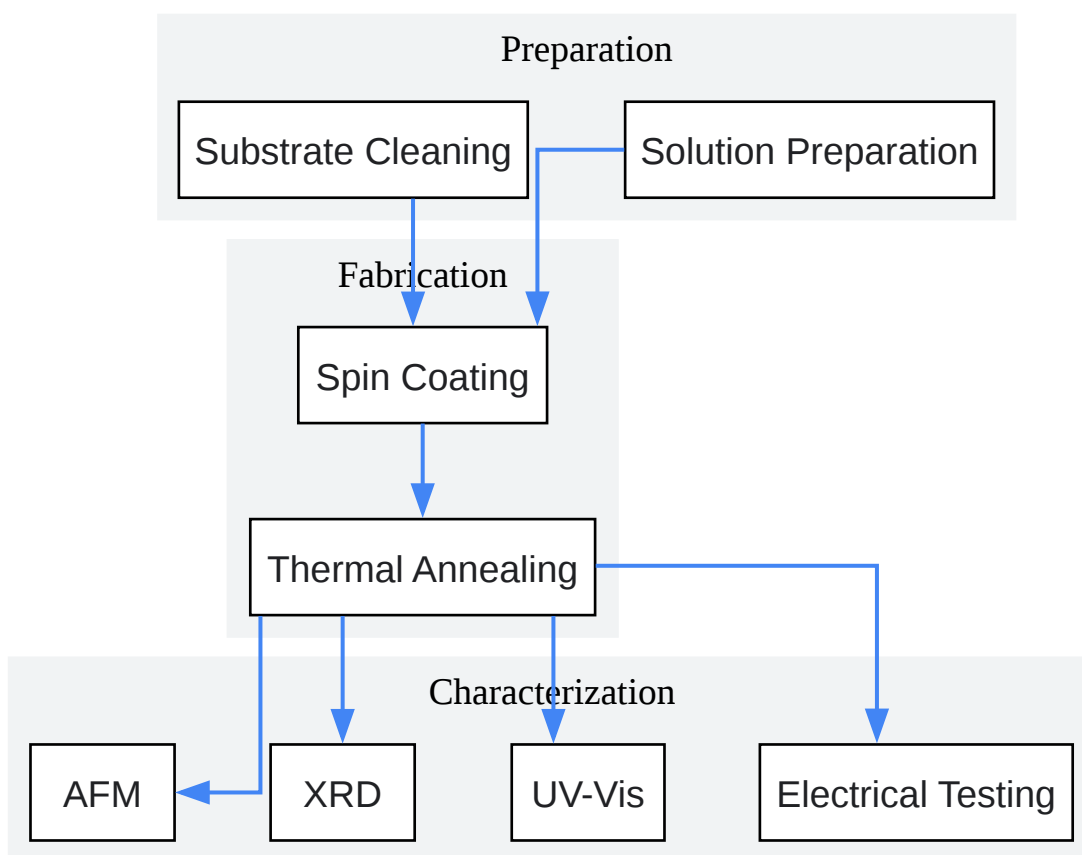 Preparation
Substrate Cleaning
Solution Preparation
Fabrication
Spin Coating
Thermal Annealing
Characterization
AFM
XRD
UV-Vis
Electrical Testing